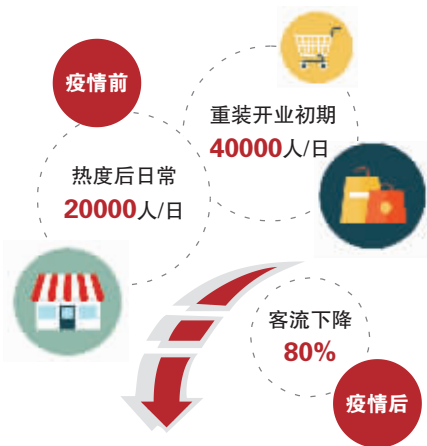 疫情前
重装开业初期
40000人/日
热度后日常
20000人/日
客流下降
80%
疫情后